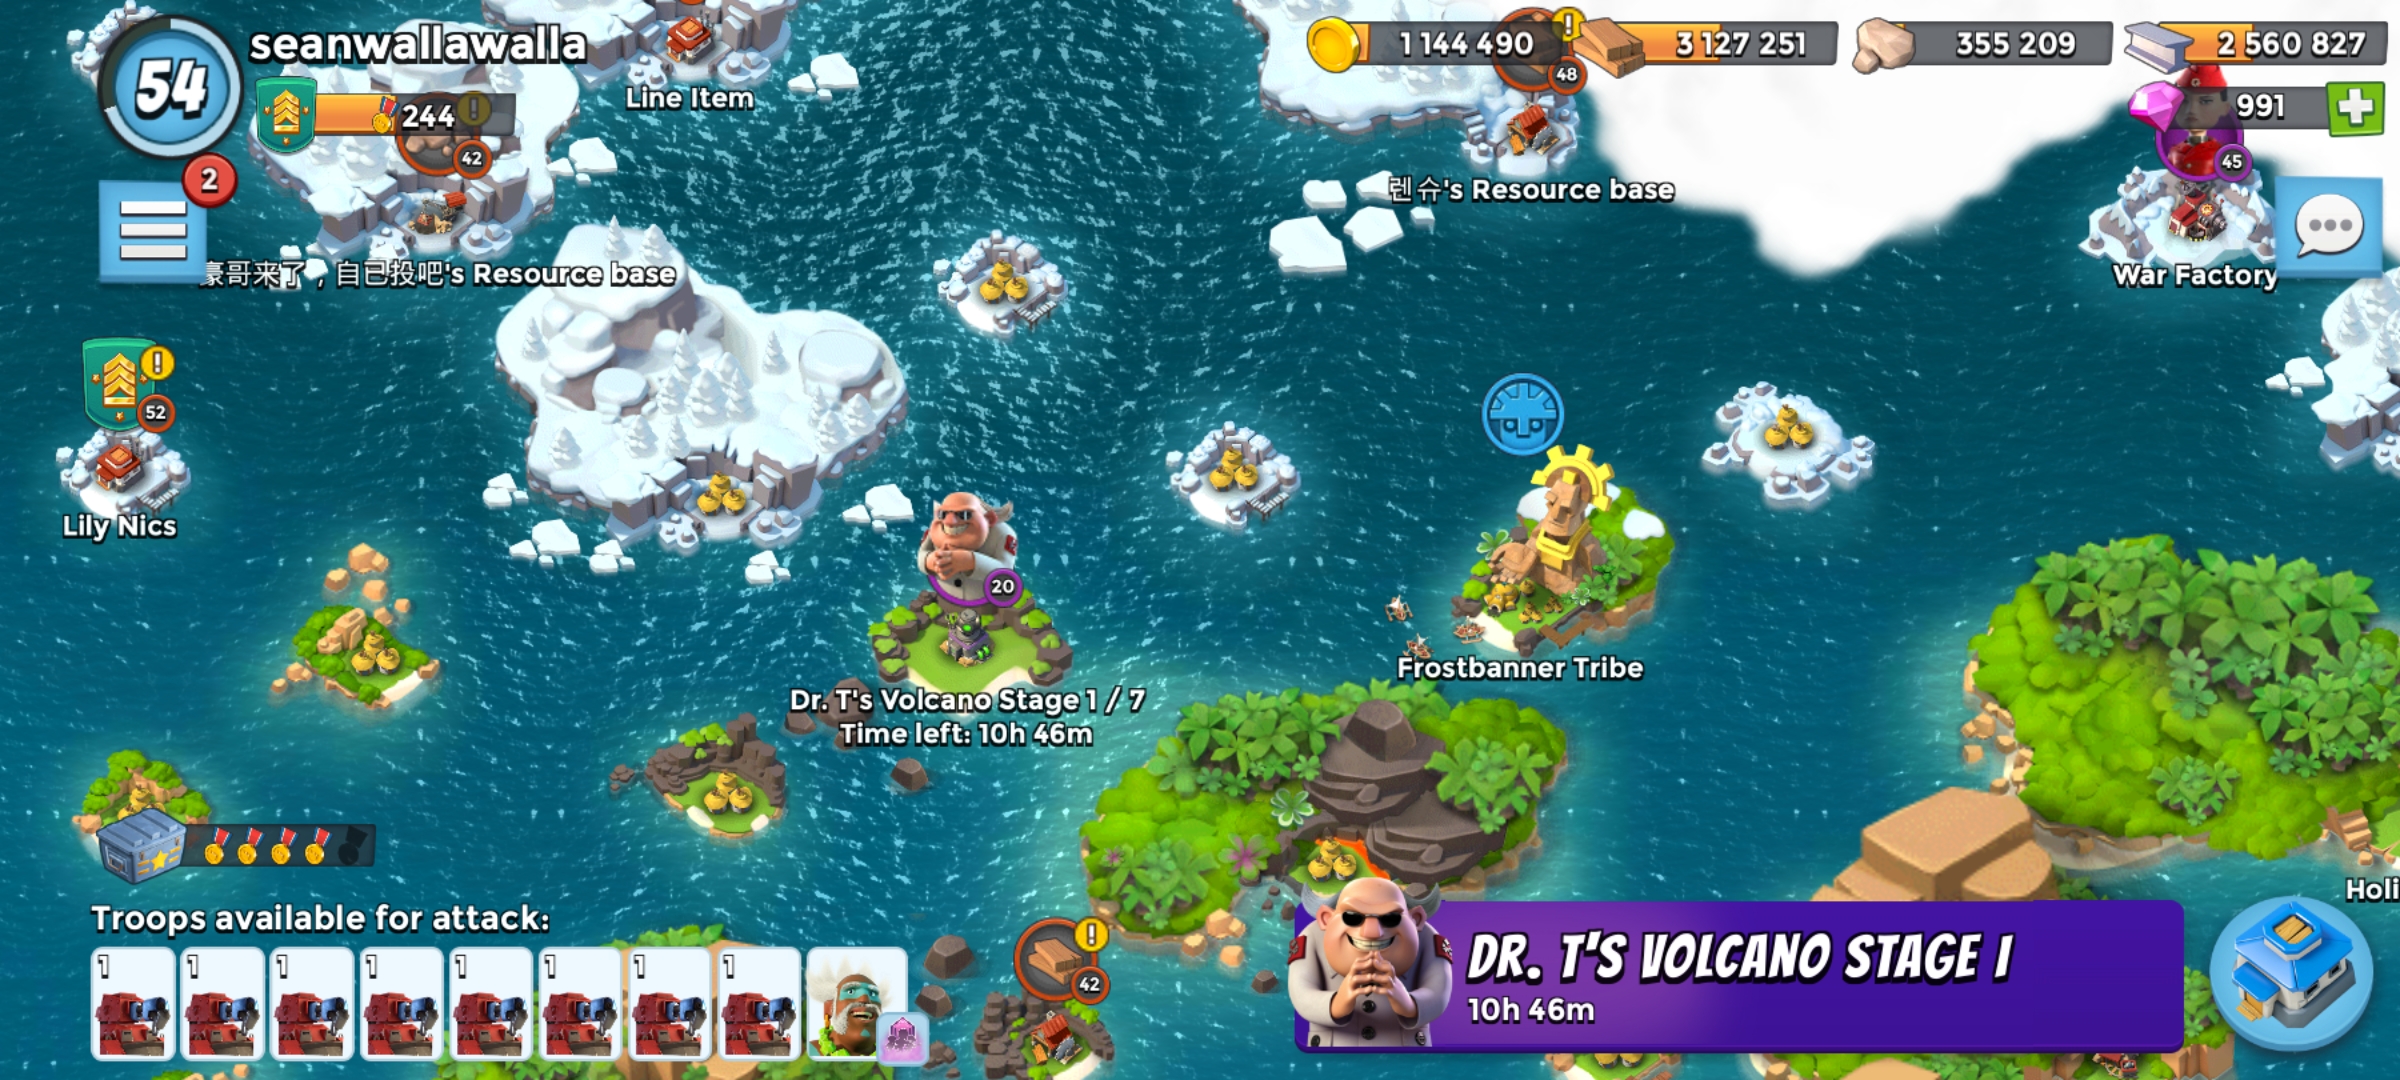 54
seanwallawalla
244
2
42
Line Item
1 144 490
48
3 127 251
355 209
2 560 827
991
45
렌슈's Resource base
War Factory
豪哥来了，自已投吧's Resource base
52
Lily Nics
20
Dr. T's Volcano Stage 1 / 7
Time left: 10h 46m
Frostbanner Tribe
Holi
Troops available for attack:
1 1 1 1 1 1 1 1
42
DR. T'S VOLCANO STAGE I
10h 46m